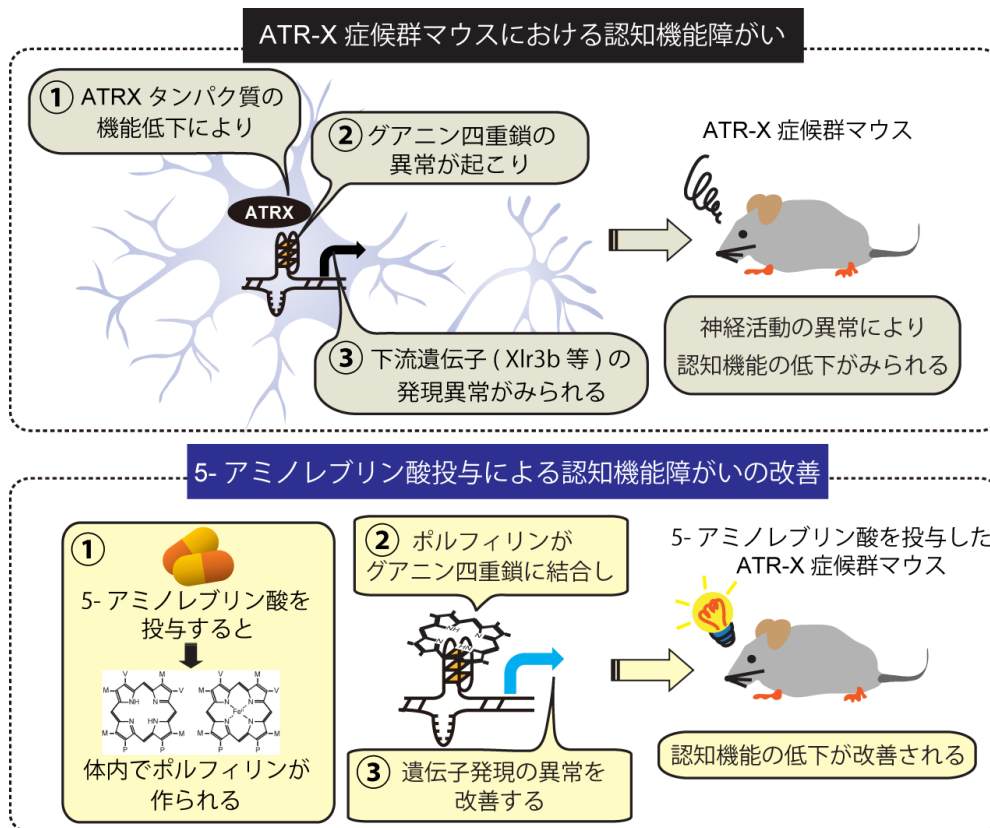 ATR-X 症候群マウスにおける認知機能障がい
① ATRX タンパク質の
機能低下により
② グアニン四重鎖の
異常が起こり
ATRX
③ 下流遺伝子 ( Xlr3b 等 ) の
発現異常がみられる
ATR-X 症候群マウス
神経活動の異常により
認知機能の低下がみられる
5- アミノレブリン酸投与による認知機能障がいの改善
①
5- アミノレブリン酸を
投与すると
V M
M V
NH N
N HN
M M
P P
V M
M V
N N
Fe
N N
M M
P P
体内でポルフィリンが
作られる
② ポルフィリンが
グアニン四重鎖に結合し
NH N
N HN
③ 遺伝子発現の異常を
改善する
5- アミノレブリン酸を投与した
ATR-X 症候群マウス
認知機能の低下が改善される